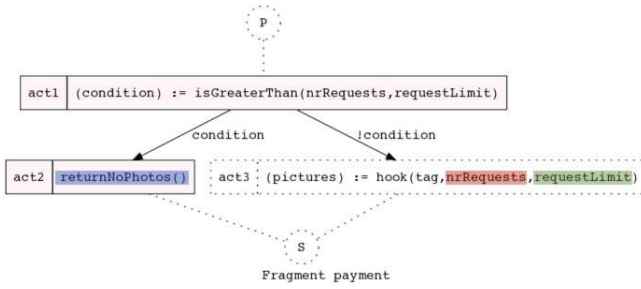 P
act1 (condition) := isGreaterThan(nrRequests,requestLimit)
condition !condition
act2 returnNoPhotos() act3 (pictures) := hook(tag,nrRequests,requestLimit)
S
Fragment payment